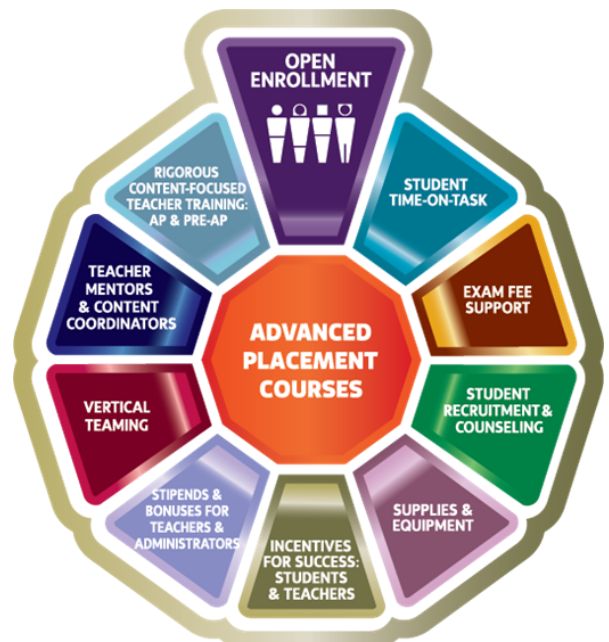 OPEN
ENROLLMENT
STUDENT
TIME-ON-TASK
EXAM FEE
SUPPORT
STUDENT
RECRUITMENT &
COUNSELING
SUPPLIES &
EQUIPMENT
INCENTIVES
FOR SUCCESS:
STUDENTS
& TEACHERS
STIPENDS &
BONUSES FOR
TEACHERS &
ADMINISTRATORS
VERTICAL
TEAMING
TEACHER
MENTORS
& CONTENT
COORDINATORS
RIGOROUS
CONTENT-FOCUSED
TEACHER TRAINING:
AP & PRE-AP
ADVANCED
PLACEMENT
COURSES